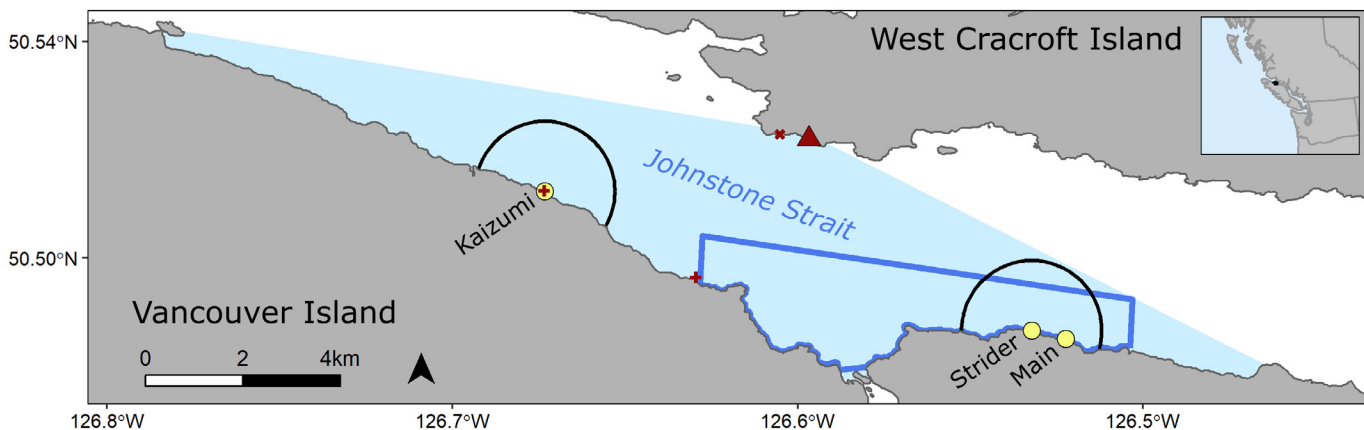 50.54°N
West Cracroft Island
Johnstone Strait
Kaizumi
50.50°N
Vancouver Island
0 2 4km
Strider
Main
126.8°W 126.7°W 126.6°W 126.5°W